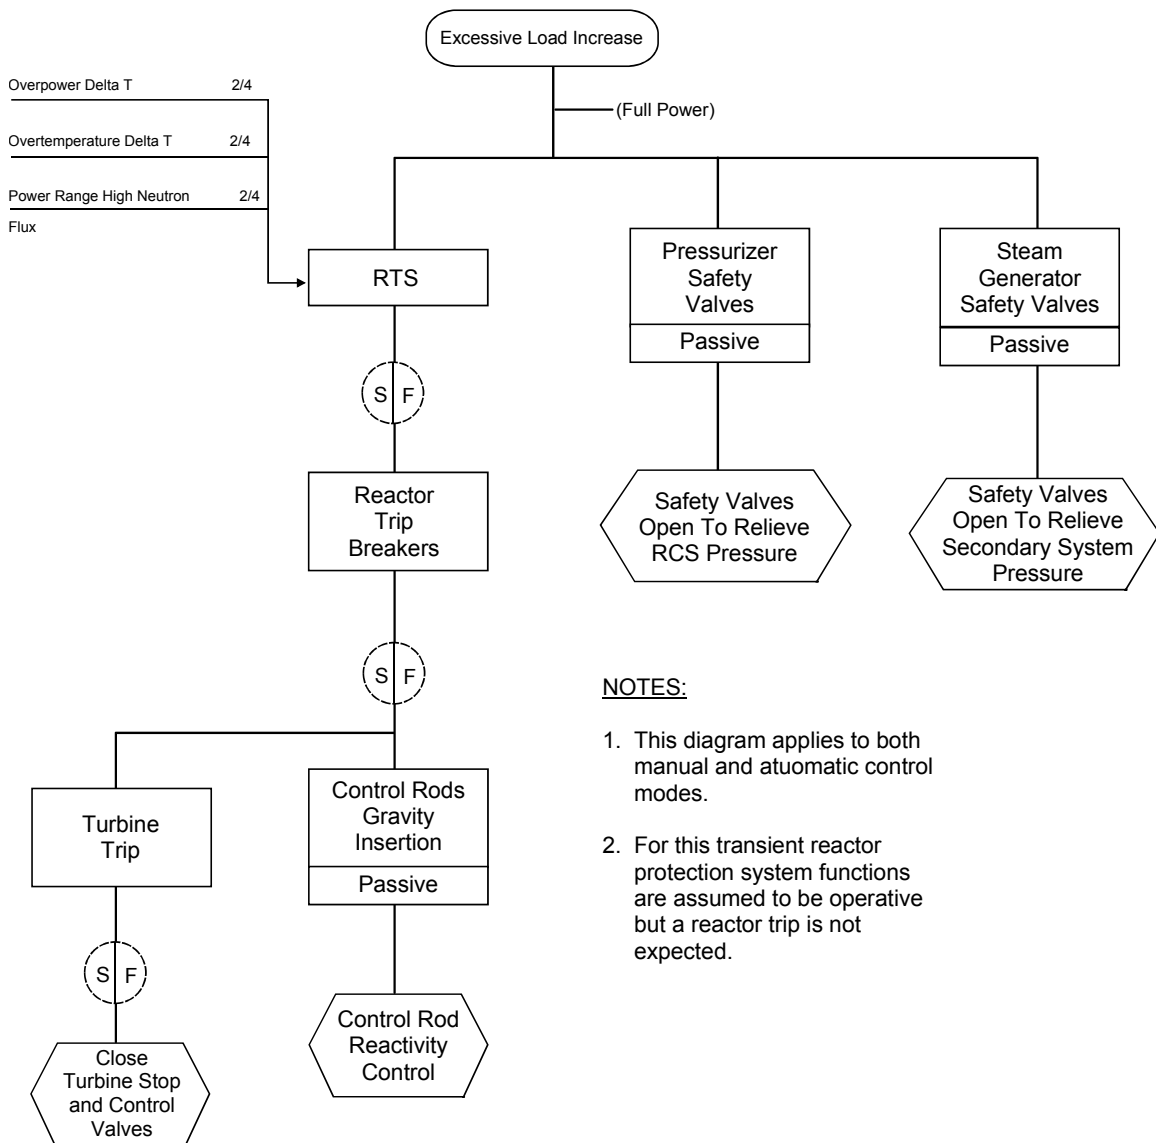 Excessive Load Increase
(Full Power)
Overpower Delta T 2/4
Overtemperature Delta T 2/4
Power Range High Neutron 2/4
Flux
RTS
Pressurizer
Safety
Valves
Passive
Steam
Generator
Safety Valves
Passive
S F
Reactor
Trip
Breakers
Safety Valves
Open To Relieve
RCS Pressure
Safety Valves
Open To Relieve
Secondary System
Pressure
S F
Turbine
Trip
Control Rods
Gravity
Insertion
Passive
S F
Close
Turbine Stop
and Control
Valves
Control Rod
Reactivity
Control
NOTES:
1. This diagram applies to both
manual and atuomatic control
modes.
2. For this transient reactor
protection system functions
are assumed to be operative
but a reactor trip is not
expected.